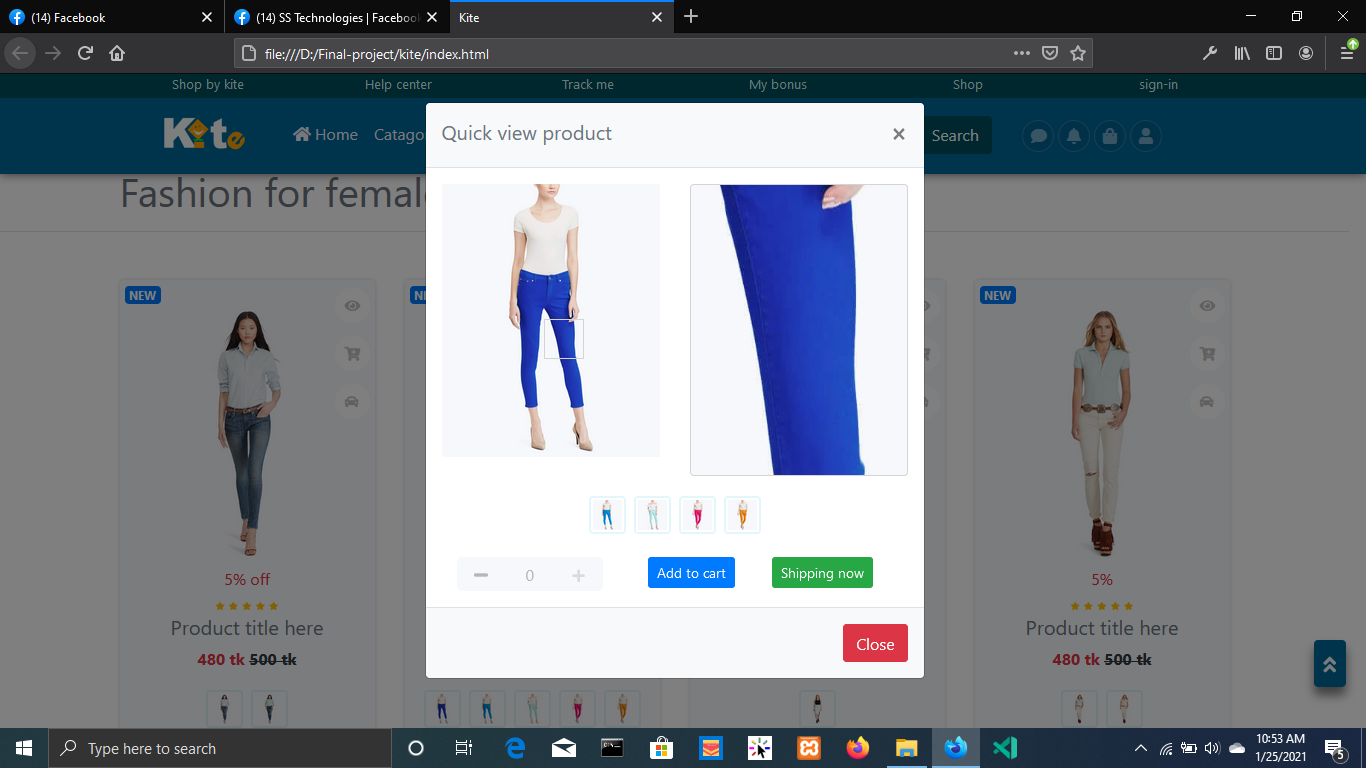 (14) Facebook
(14) SS Technologies | Facebook
Kite
file:///D:/Final-project/kite/index.html
Shop by kite
Help center
Track me
My bonus
Shop
sign-in
Kite
Home
Catago
Search
Quick view product
×
Fashion for femal
NEW
NEW
5% off
Product title here
480 tk 500 tk
0
Add to cart
Shipping now
Close
5%
Product title here
480 tk 500 tk
Type here to search
10:53 AM
1/25/2021
5